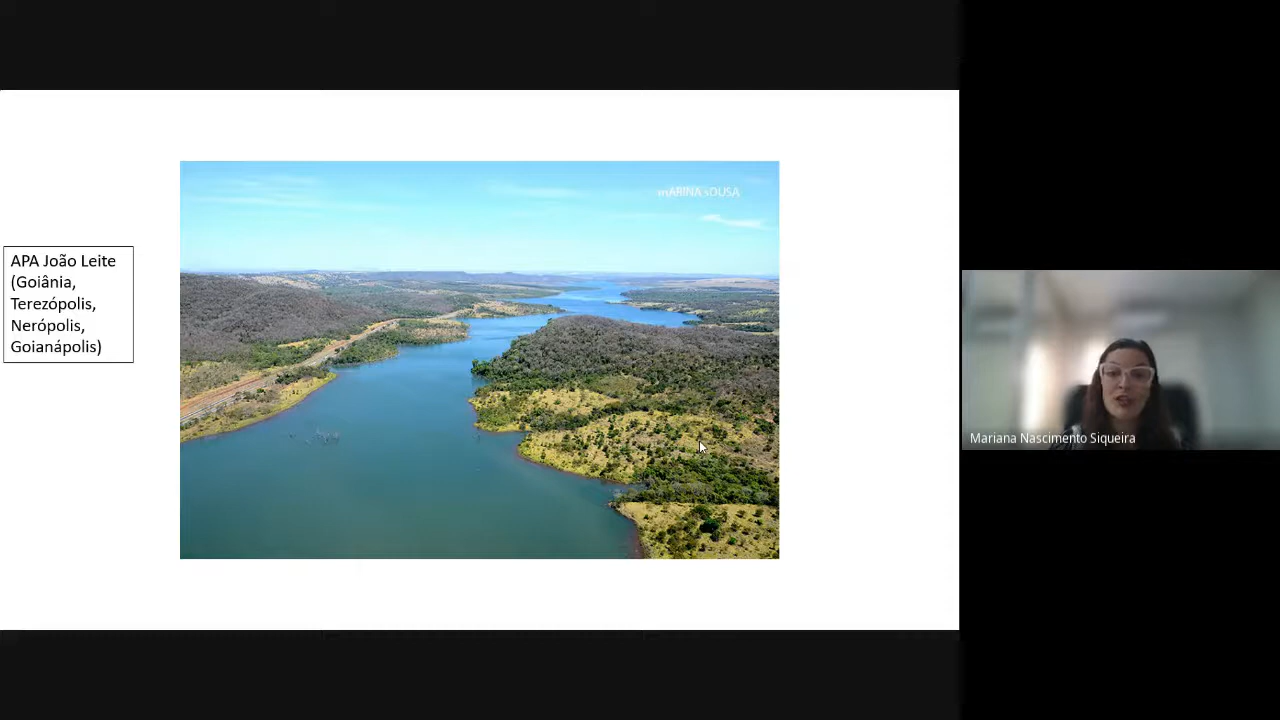 mARINA sOUSA
APA João Leite
(Goiânia,
Terezópolis,
Nerópolis,
Goianápolis)
Mariana Nascimento Siqueira